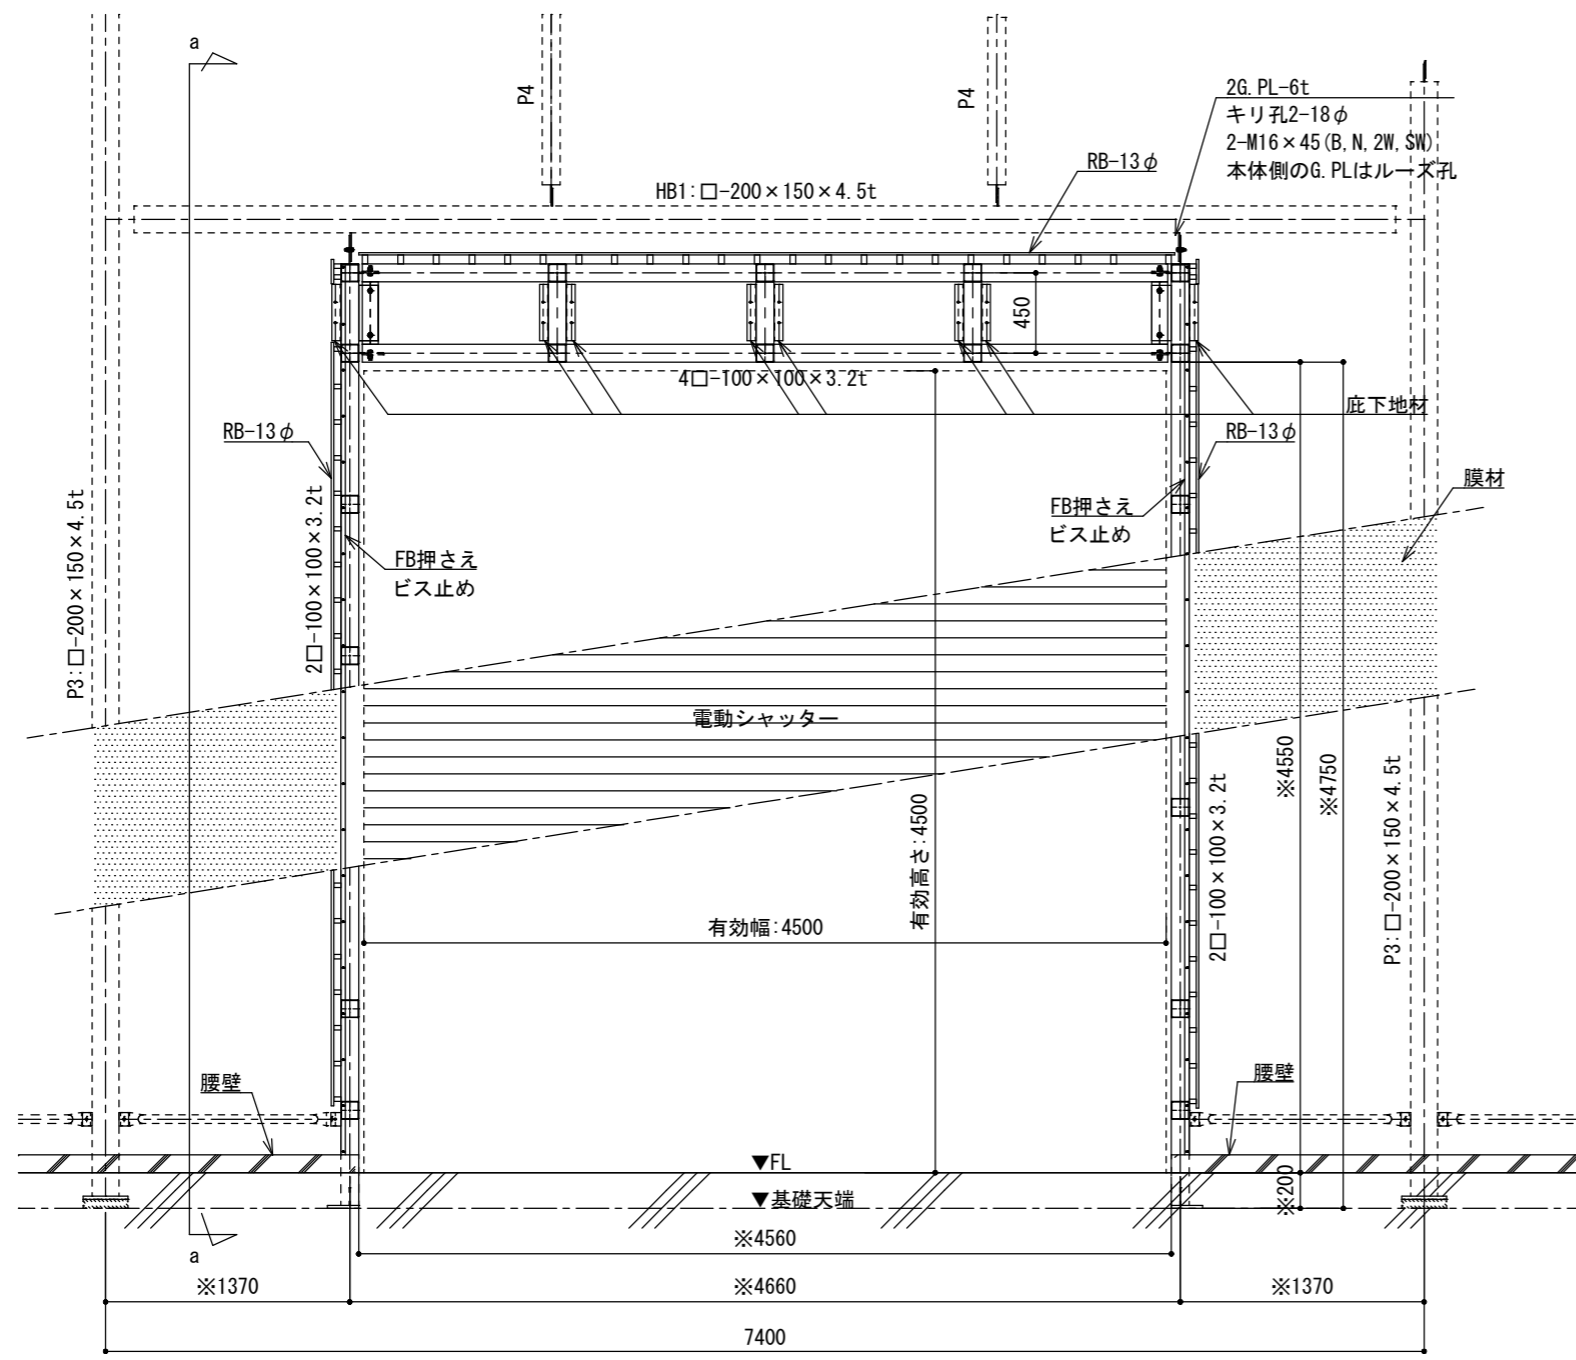 a
P4
P4
2G.PL-6t
キリ孔2-18φ
2-M16×45(B,N,2W,SW)
本体側のG.PLはルーズ孔
RB-13φ
HB1:□-200×150×4.5t
450
4□-100×100×3.2t
庇下地材
RB-13φ
RB-13φ
膜材
2□-100×100×3.2t
P3:□-200×150×4.5t
FB押さえ
ビス止め
FB押さえ
ビス止め
電動シャッター
※4550
※4750
有効高さ:4500
2□-100×100×3.2t
P3:□-200×150×4.5t
有効幅:4500
腰壁
腰壁
▼FL
▼基礎天端
※200
a
※4560
※1370
※4660
※1370
7400